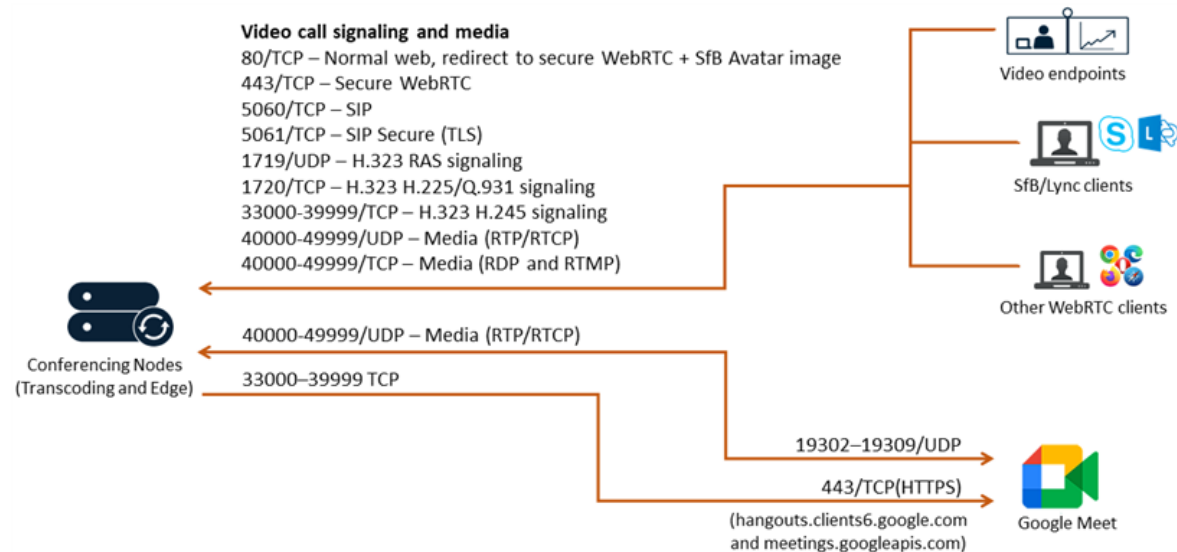 Video call signaling and media
80/TCP – Normal web, redirect to secure WebRTC + SfB Avatar image
443/TCP – Secure WebRTC
5060/TCP – SIP
5061/TCP – SIP Secure (TLS)
1719/UDP – H.323 RAS signaling
1720/TCP – H.323 H.225/Q.931 signaling
33000-39999/TCP – H.323 H.245 signaling
40000-49999/UDP – Media (RTP/RTCP)
40000-49999/TCP – Media (RDP and RTMP)
Video endpoints
S
L
SfB/Lync clients
Other WebRTC clients
Conferencing Nodes
(Transcoding and Edge)
40000-49999/UDP – Media (RTP/RTCP)
33000–39999 TCP
19302–19309/UDP
443/TCP(HTTPS)
(hangouts.clients6.google.com
and meetings.googleapis.com)
Google Meet